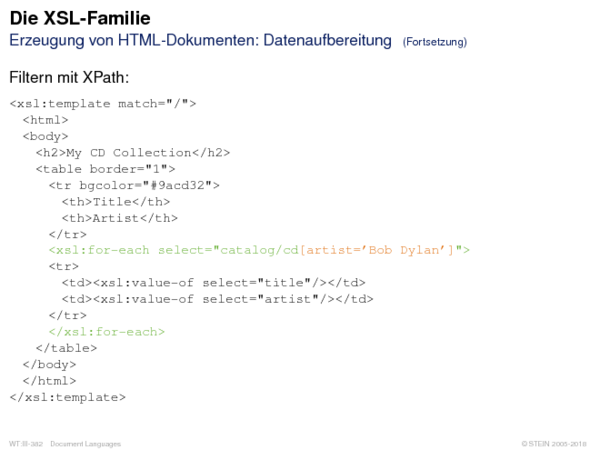 Die XSL-Familie
Erzeugung von HTML-Dokumenten: Datenaufbereitung (Fortsetzung)
Filtern mit XPath:
<xsl:template match="/">
<html>
<body>
<h2>My CD Collection</h2>
<table border="1">
<tr bgcolor="#9acd32">
<th>Title</th>
<th>Artist</th>
</tr>
<xsl:for-each select="catalog/cd[artist=’Bob Dylan’]">
<tr>
<td><xsl:value-of select="title"/></td>
<td><xsl:value-of select="artist"/></td>
</tr>
</xsl:for-each>
</table>
</body>
</html>
</xsl:template>
WT:III-382 Document Languages © STEIN 2005-2018